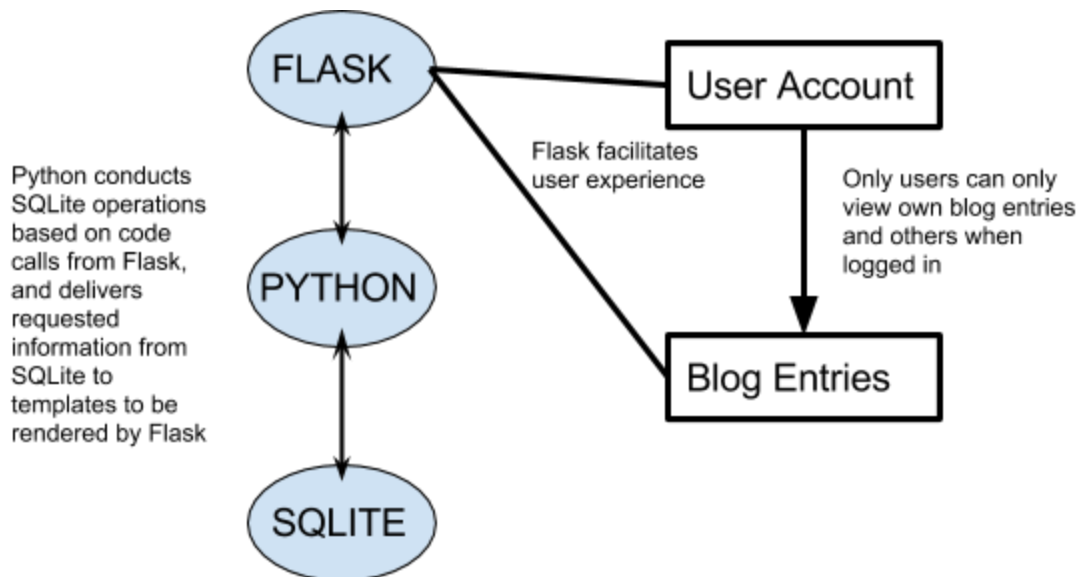 FLASK
User Account
Flask facilitates
user experience
Python conducts
SQLite operations
based on code
calls from Flask,
and delivers
requested
information from
SQLite to
templates to be
rendered by Flask
Only users can only
view own blog entries
and others when
logged in
PYTHON
Blog Entries
SQLITE